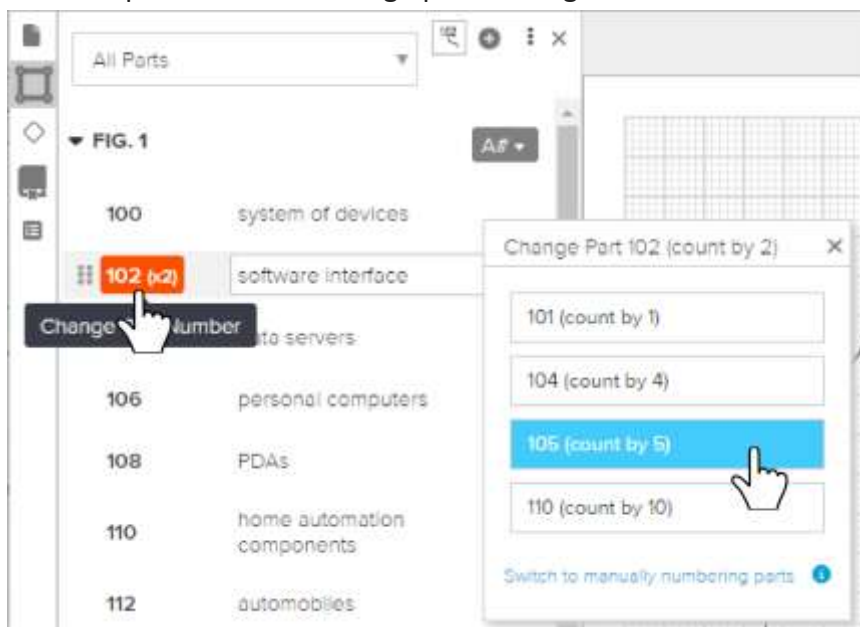 All Parts
FIG. 1
A#
100 system of devices
102 (x2) software interface
Change Number
data servers
106 personal computers
108 PDAs
110 home automation
components
112 automobiles
Change Part 102 (count by 2)
101 (count by 1)
104 (count by 4)
105 (count by 5)
110 (count by 10)
Switch to manually numbering parts